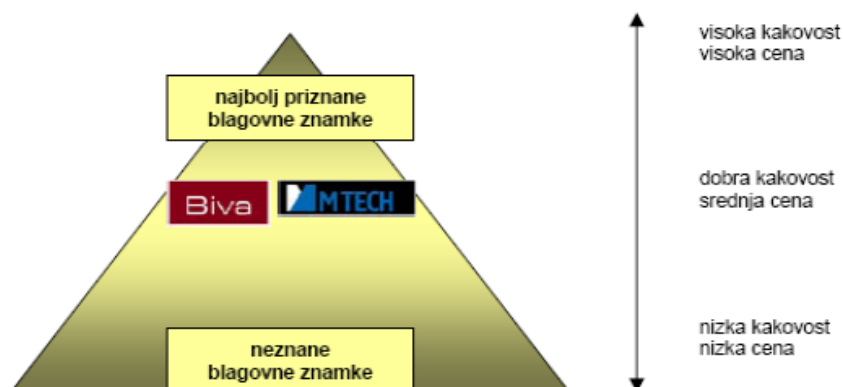 visoka kakovost
visoka cena
najbolj priznane
blagovne znamke
dobra kakovost
srednja cena
Biva
MTECH
nizka kakovost
nizka cena
neznane
blagovne znamke